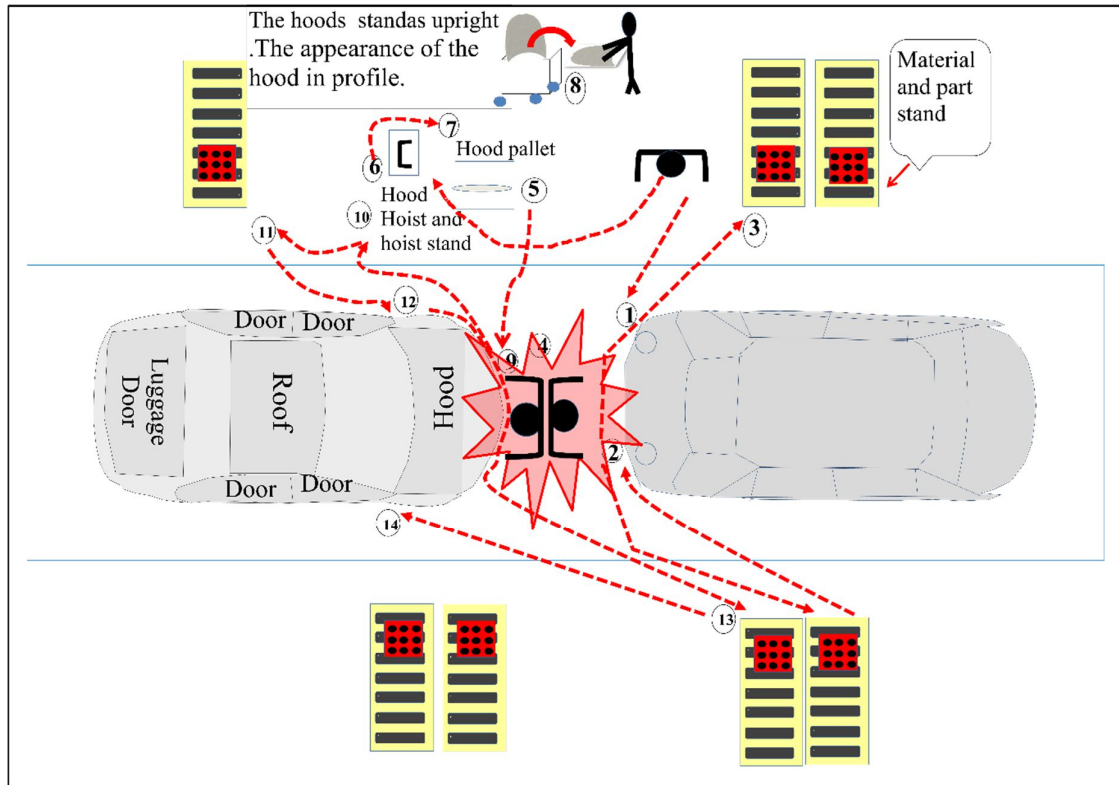 The hoods standas upright
.The appearance of the
hood in profile.
8
Material
and part
stand
7
6
Hood pallet
5
10
Hood
Hoist and
hoist stand
3
11
12
1
Door Door
4
9
Luggage
Door
Roof
Hood
2
Door Door
14
13